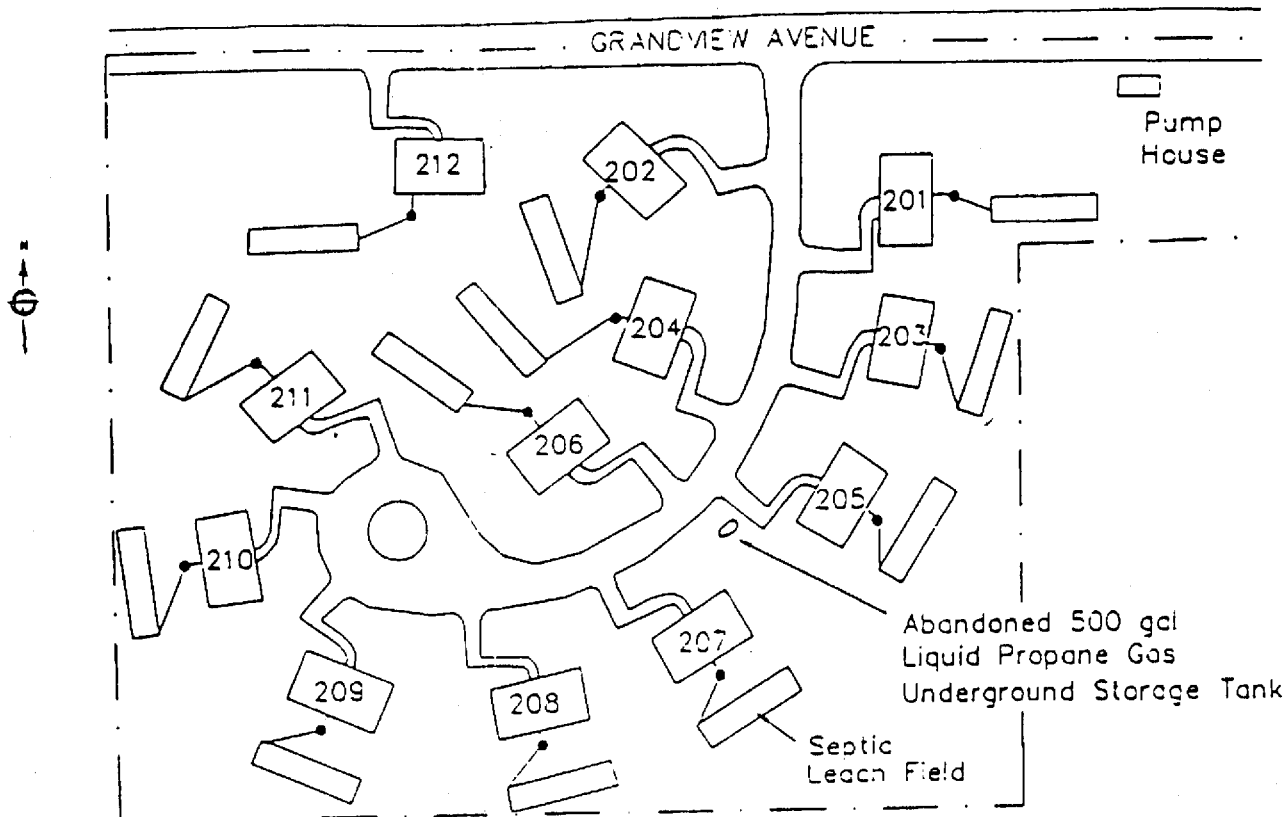 GRANDVIEW AVENUE
Pump
House
212
202
201
N
204
203
211
206
205
210
Abandoned 500 gal
Liquid Propane Gas
Underground Storage Tank
207
209
208
Septic
Leach Field